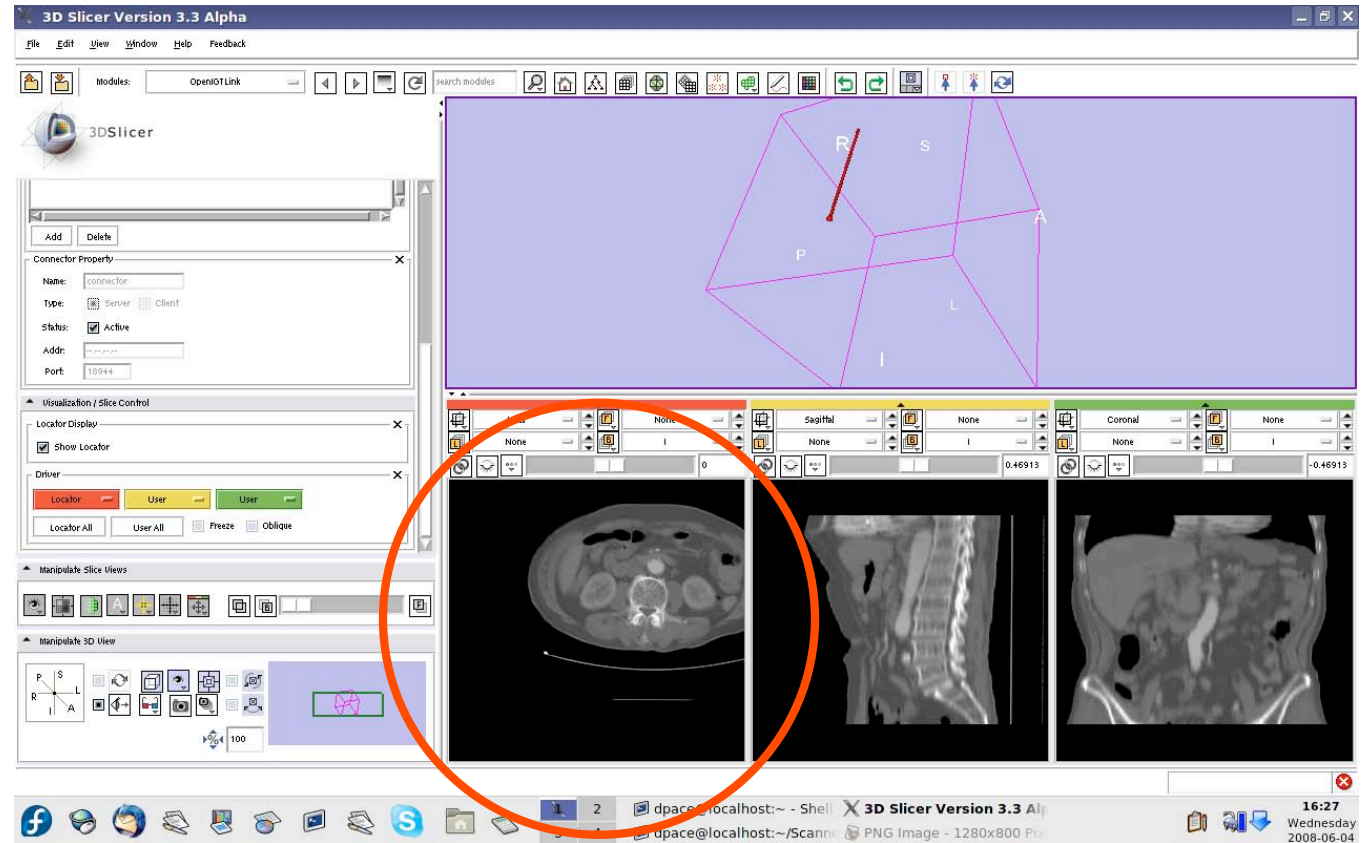 3D Slicer Version 3.3 Alpha
File Edit View Window Help Feedback
Modules: OpenIGTLink search modules
3DSlicer
R S
A
P
L
I
Add Delete
Connector Property
Name: connector
Type: Server Client
Status: Active
Addr: --.--.--.--
Port: 18944
Visualization / Slice Control
Locator Display
Show Locator
Driver
Locator User User
Locator All User All Freeze Oblique
None Sagittal None Coronal None
None I None I None I
0 0.46913 -0.46913
Manipulate Slice Views
Manipulate 3D View
P S
R L
I A
100
1 2 dpace@localhost:~ - Shell 3D Slicer Version 3.3 Al
dpace@localhost:~/Scann PNG Image - 1280x800 Pi
16:27
Wednesday
2008-06-04